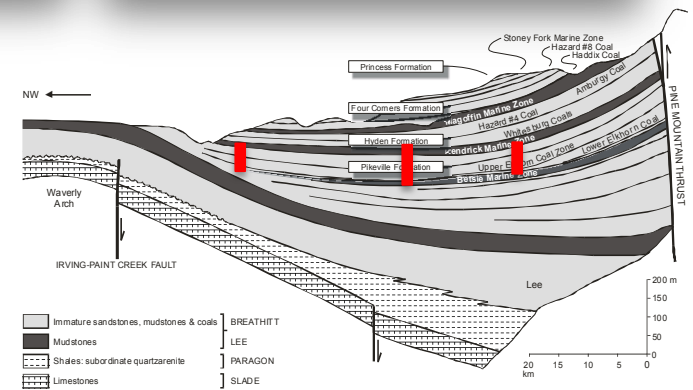 Stoney Fork Marine Zone
Hazard #8 Coal
Haddix Coal
Princess Formation
Amburgy Coal
NW
Four Corners Formation
Magoffin Marine Zone
Hazard #4 Coal
Whitesburg Coals
Hyden Formation
Kendrick Marine Zone
Lower Elkhorn Coal
Pikeville Formation
Upper Elkhorn Coal Zone
Betsie Marine Zone
PINE MOUNTAIN THRUST
Waverly
Arch
IRVING-PAINT CREEK FAULT
Lee
200 m
150
100
50
0
20 15 10 5 0
km
Immature sandstones, mudstones & coals
BREATHITT
Mudstones
LEE
Shales: subordinate quartzarenite
PARAGON
Limestones
SLADE